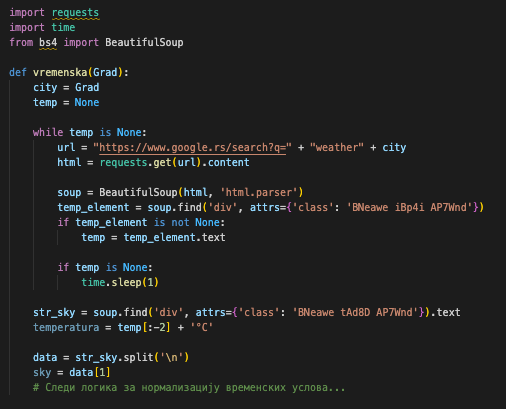 import requests
import time
from bs4 import BeautifulSoup
def vremenska(Grad):
    city = Grad
    temp = None
    while temp is None:
        url = "https://www.google.rs/search?q=" + "weather" + city
        html = requests.get(url).content
        soup = BeautifulSoup(html, 'html.parser')
        temp_element = soup.find('div', attrs={'class': 'BNeawe iBp4i AP7Wnd'})
        if temp_element is not None:
            temp = temp_element.text
        if temp is None:
            time.sleep(1)
    str_sky = soup.find('div', attrs={'class': 'BNeawe tAd8D AP7Wnd'}).text
    temperatura = temp[:-2] + '°C'
    data = str_sky.split('\n')
    sky = data[1]
    # Следи логика за нормализацију временских услова...